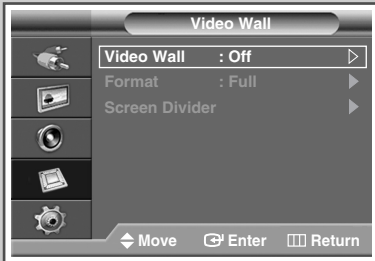 Video Wall
Video Wall : Off
Format : Full
Screen Divider
Move Enter Return